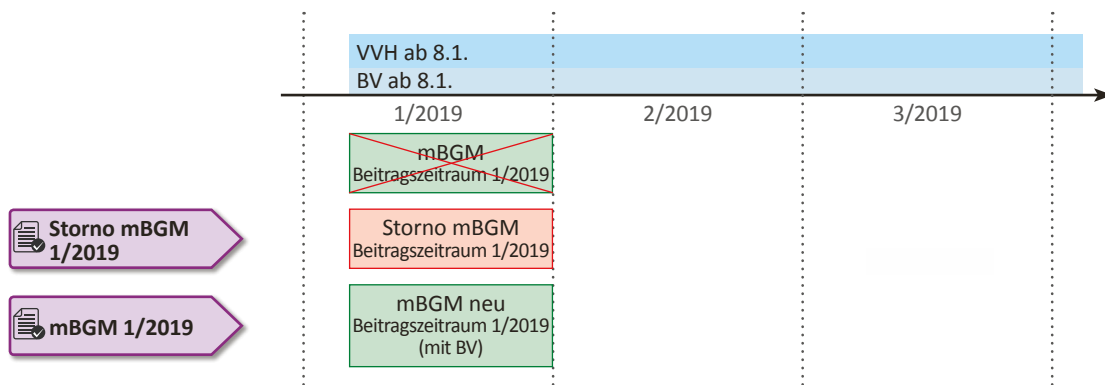 VVH ab 8.1.
BV ab 8.1.
1/2019
2/2019
3/2019
mBGM
Beitragszeitraum 1/2019
Storno mBGM
1/2019
Storno mBGM
Beitragszeitraum 1/2019
mBGM 1/2019
mBGM neu
Beitragszeitraum 1/2019
(mit BV)